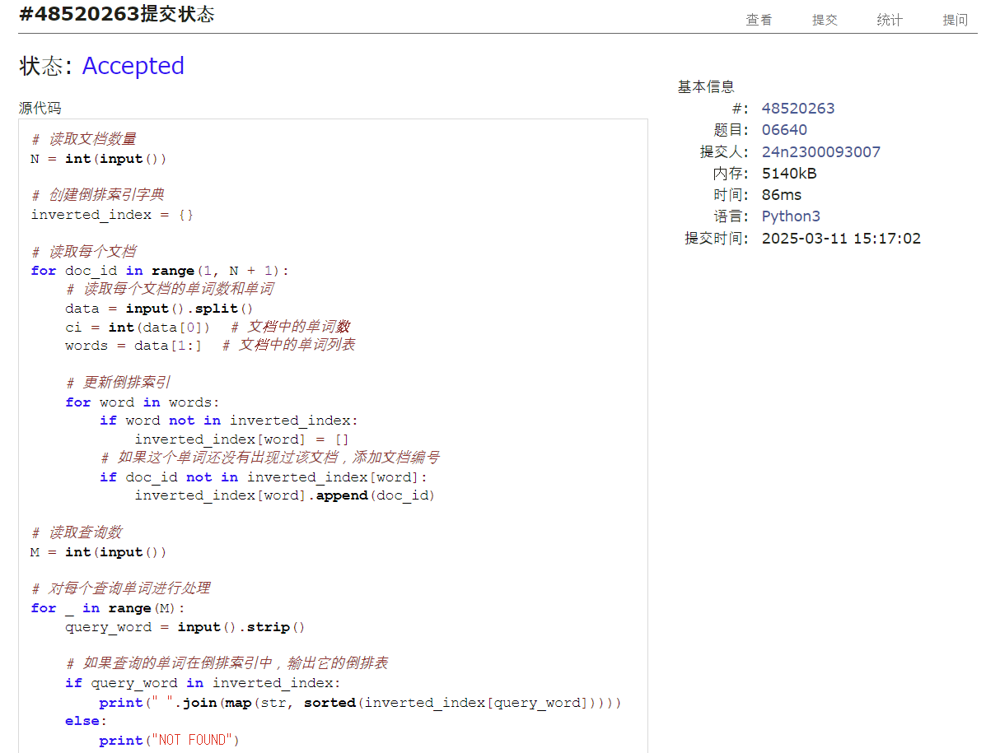 #48520263提交状态
查看 提交 统计 提问
状态: Accepted
源代码
# 读取文档数量
N = int(input())
# 创建倒排索引字典
inverted_index = {}
# 读取每个文档
for doc_id in range(1, N + 1):
    # 读取每个文档的单词数和单词
    data = input().split()
    ci = int(data[0])  # 文档中的单词数
    words = data[1:]  # 文档中的单词列表
    # 更新倒排索引
    for word in words:
        if word not in inverted_index:
            inverted_index[word] = []
        # 如果这个单词还没有出现过该文档，添加文档编号
        if doc_id not in inverted_index[word]:
            inverted_index[word].append(doc_id)
# 读取查询数
M = int(input())
# 对每个查询单词进行处理
for _ in range(M):
    query_word = input().strip()
    # 如果查询的单词在倒排索引中，输出它的倒排表
    if query_word in inverted_index:
        print(" ".join(map(str, sorted(inverted_index[query_word]))))
    else:
        print("NOT FOUND")
基本信息
#: 48520263
题目: 06640
提交人: 24n2300093007
内存: 5140kB
时间: 86ms
语言: Python3
提交时间: 2025-03-11 15:17:02